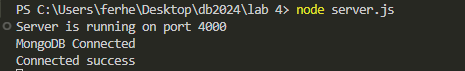 PS C:\Users\ferhe\Desktop\db2024\lab 4> node server.js
Server is running on port 4000
MongoDB Connected
Connected success